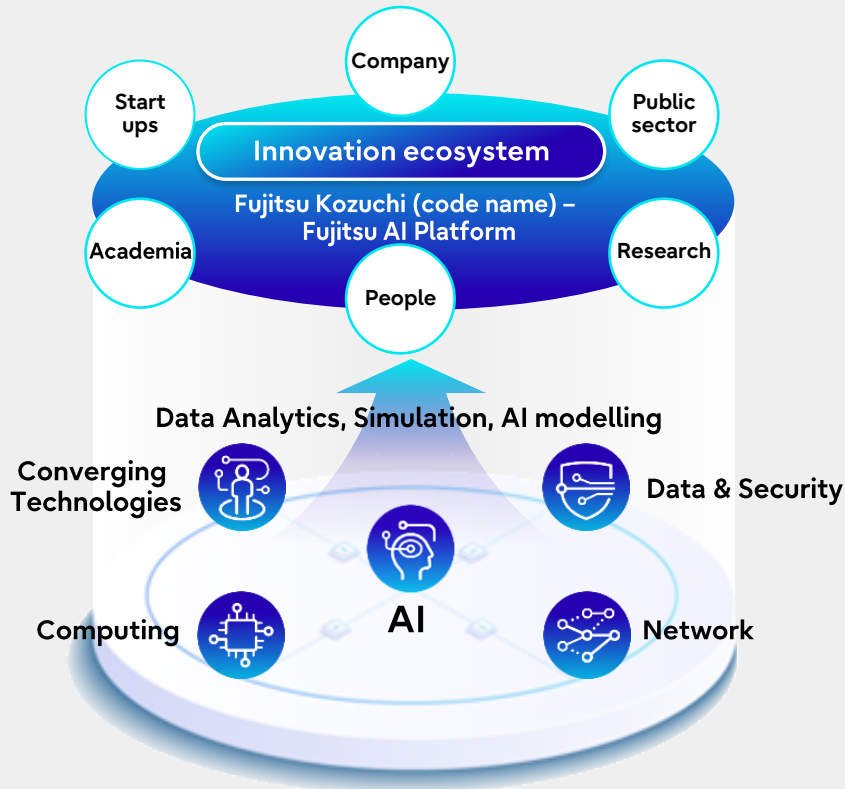 Company
Start
ups
Public
sector
Innovation ecosystem
Fujitsu Kozuchi (code name) –
Fujitsu AI Platform
Academia
Research
People
Data Analytics, Simulation, AI modelling
Converging
Technologies
Data & Security
AI
Computing
Network